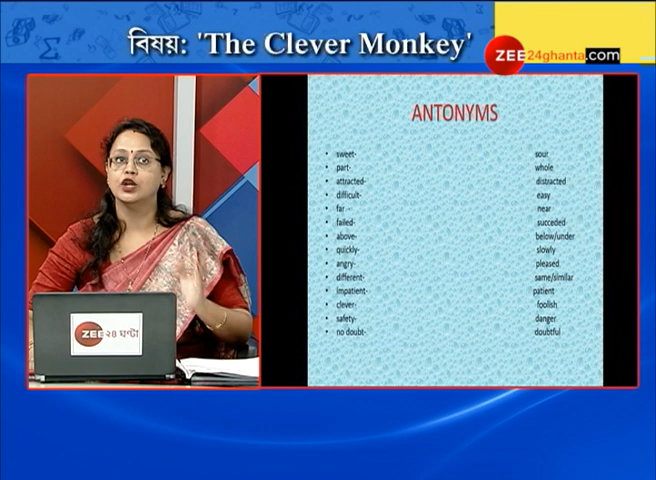 বিষয়: 'The Clever Monkey'
ZEE24ghanta.com
ANTONYMS
• sweet- sour
• part- whole
• attracted- distracted
• difficult- easy
• far - near
• failed- succeded
• above- below/under
• quickly- slowly
• angry- pleased
• different- same/similar
• impatient- patient
• clever- foolish
• safety- danger
• no doubt- doubtful
ZEE ২৪ ঘণ্টা